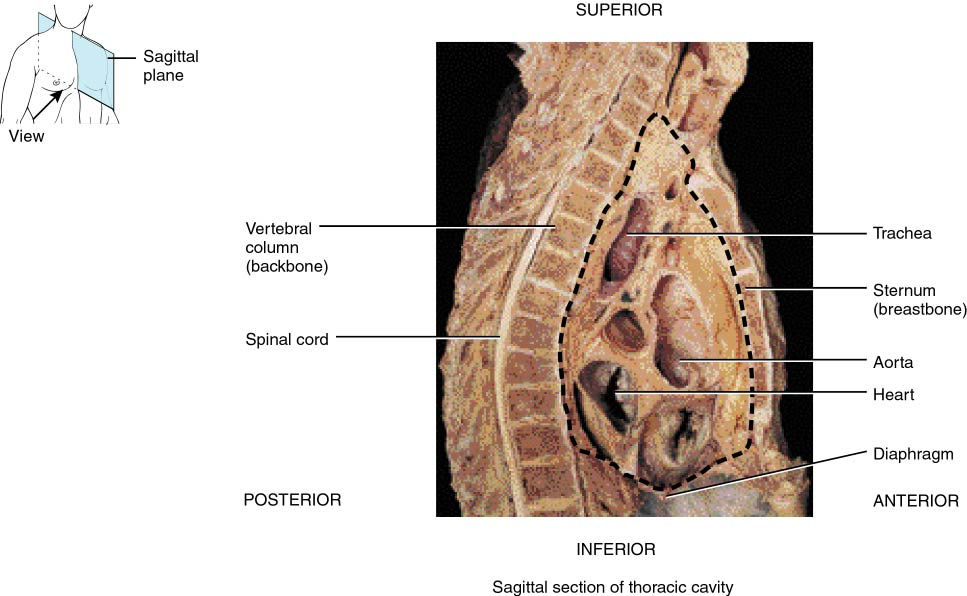 SUPERIOR
Sagittal
plane
View
Vertebral
column
(backbone)
Spinal cord
Trachea
Sternum
(breastbone)
Aorta
Heart
Diaphragm
POSTERIOR
ANTERIOR
INFERIOR
Sagittal section of thoracic cavity